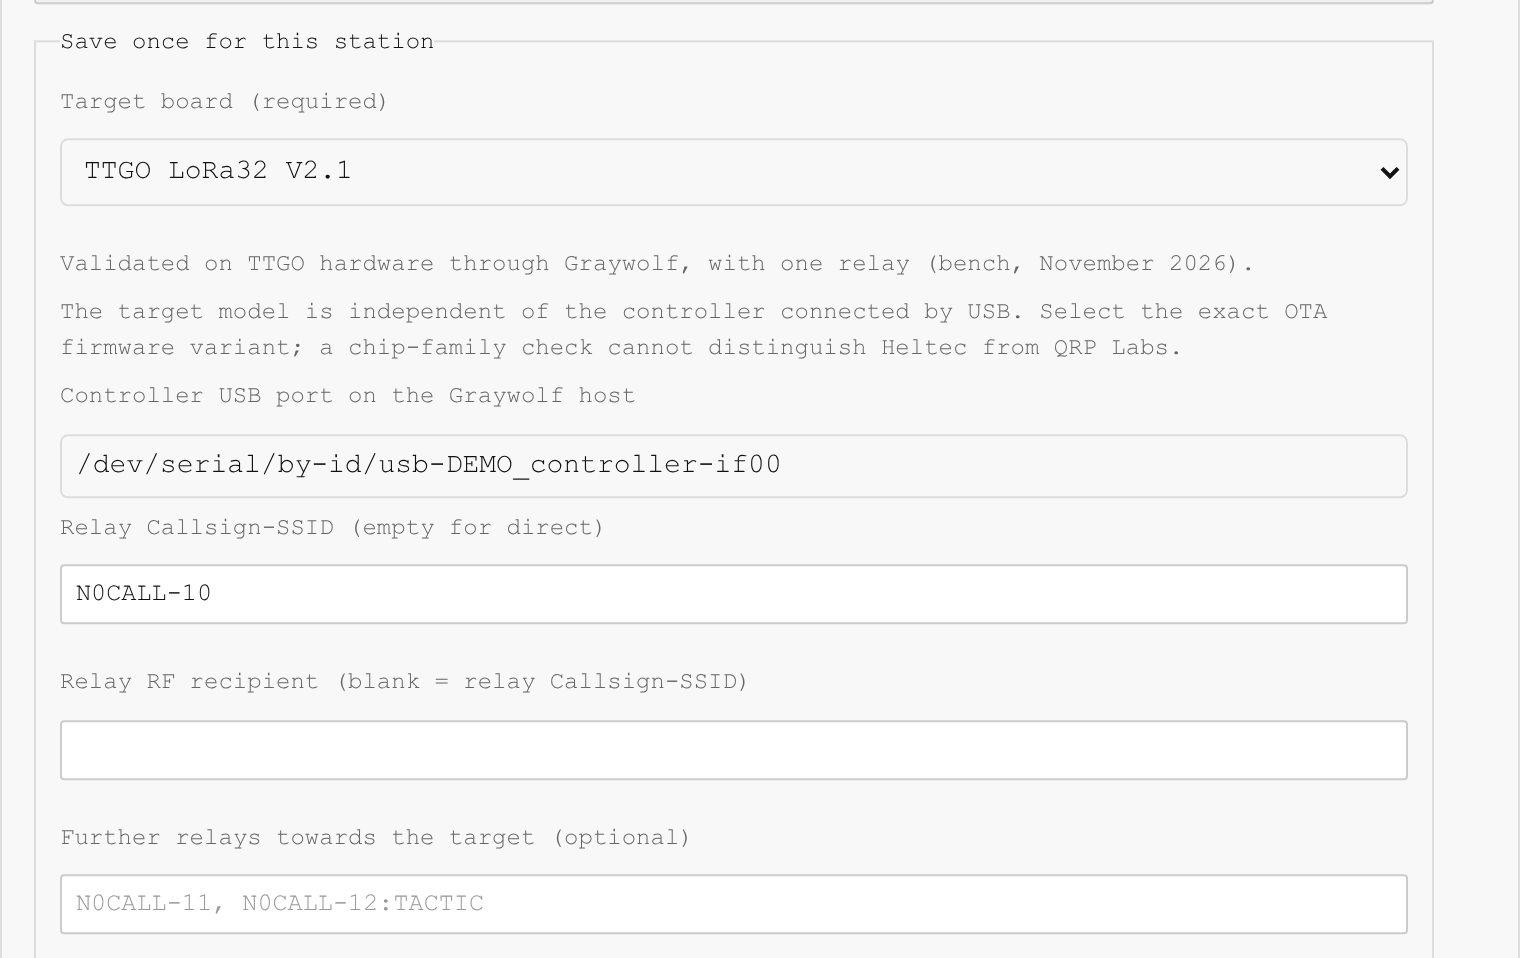 Save once for this station
Target board (required)
TTGO LoRa32 V2.1
Validated on TTGO hardware through Graywolf, with one relay (bench, November 2026).
The target model is independent of the controller connected by USB. Select the exact OTA
firmware variant; a chip-family check cannot distinguish Heltec from QRP Labs.
Controller USB port on the Graywolf host
/dev/serial/by-id/usb-DEMO_controller-if00
Relay Callsign-SSID (empty for direct)
N0CALL-10
Relay RF recipient (blank = relay Callsign-SSID)
Further relays towards the target (optional)
N0CALL-11, N0CALL-12:TACTIC